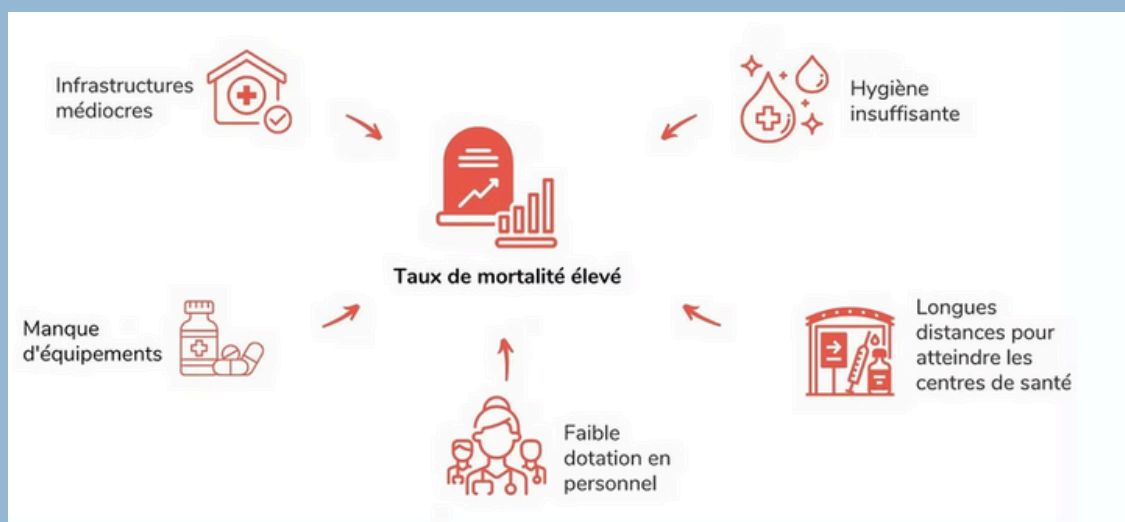 Infrastructures
médiocres
Hygiène
insuffisante
Taux de mortalité élevé
Manque
d'équipements
Longues
distances pour
atteindre les
centres de santé
Faible
dotation en
personnel